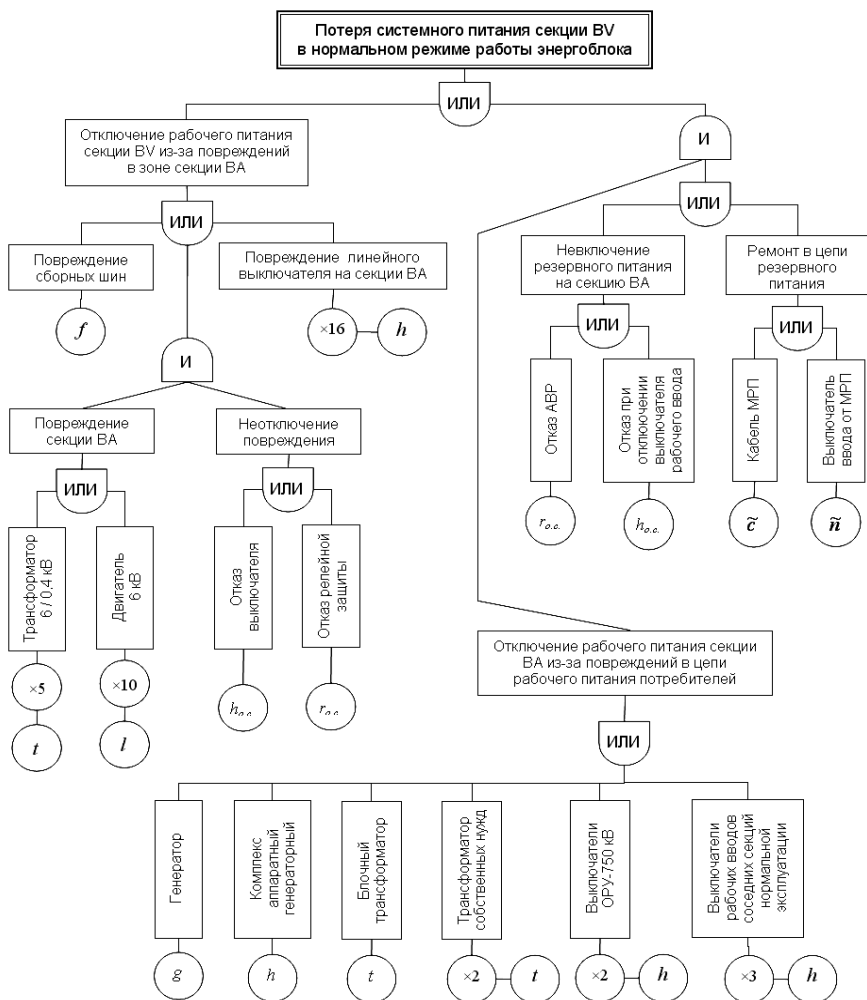 Потеря системного питания секции BV
в нормальном режиме работы энергоблока
ИЛИ
Отключение рабочего питания
секции BV из-за повреждений
в зоне секции ВА
И
ИЛИ
ИЛИ
Повреждение
сборных шин
Повреждение линейного
выключателя на секции ВА
Невключение
резервного питания
на секцию ВА
Ремонт в цепи
резервного
питания
f
×16
h
ИЛИ
ИЛИ
И
Отказ АВР
Отказ при
отклюючении
выключателя
рабочего ввода
Кабель МРП
Выключатель
ввода от МРП
Повреждение
секции ВА
Неотключение
повреждения
ИЛИ
ИЛИ
r о.с.
h о.с.
c̃
ñ
Трансформатор
6 / 0,4 кВ
Двигатель
6 кВ
Отказ
выключателя
Отказ релейной
защиты
Отключение рабочего питания секции
ВА из-за повреждений в цепи
рабочего питания потребителей
×5
×10
h о.с.
r о.с.
t
l
ИЛИ
Генератор
Комплекс
аппаратный
генераторный
Блочный
трансформатор
Трансформатор
собственных нужд
Выключатели
ОРУ-750 кВ
Выключатели
рабочих вводов
соседних секций
нормальной
эксплуатации
g
h
t
×2
t
×2
h
×3
h